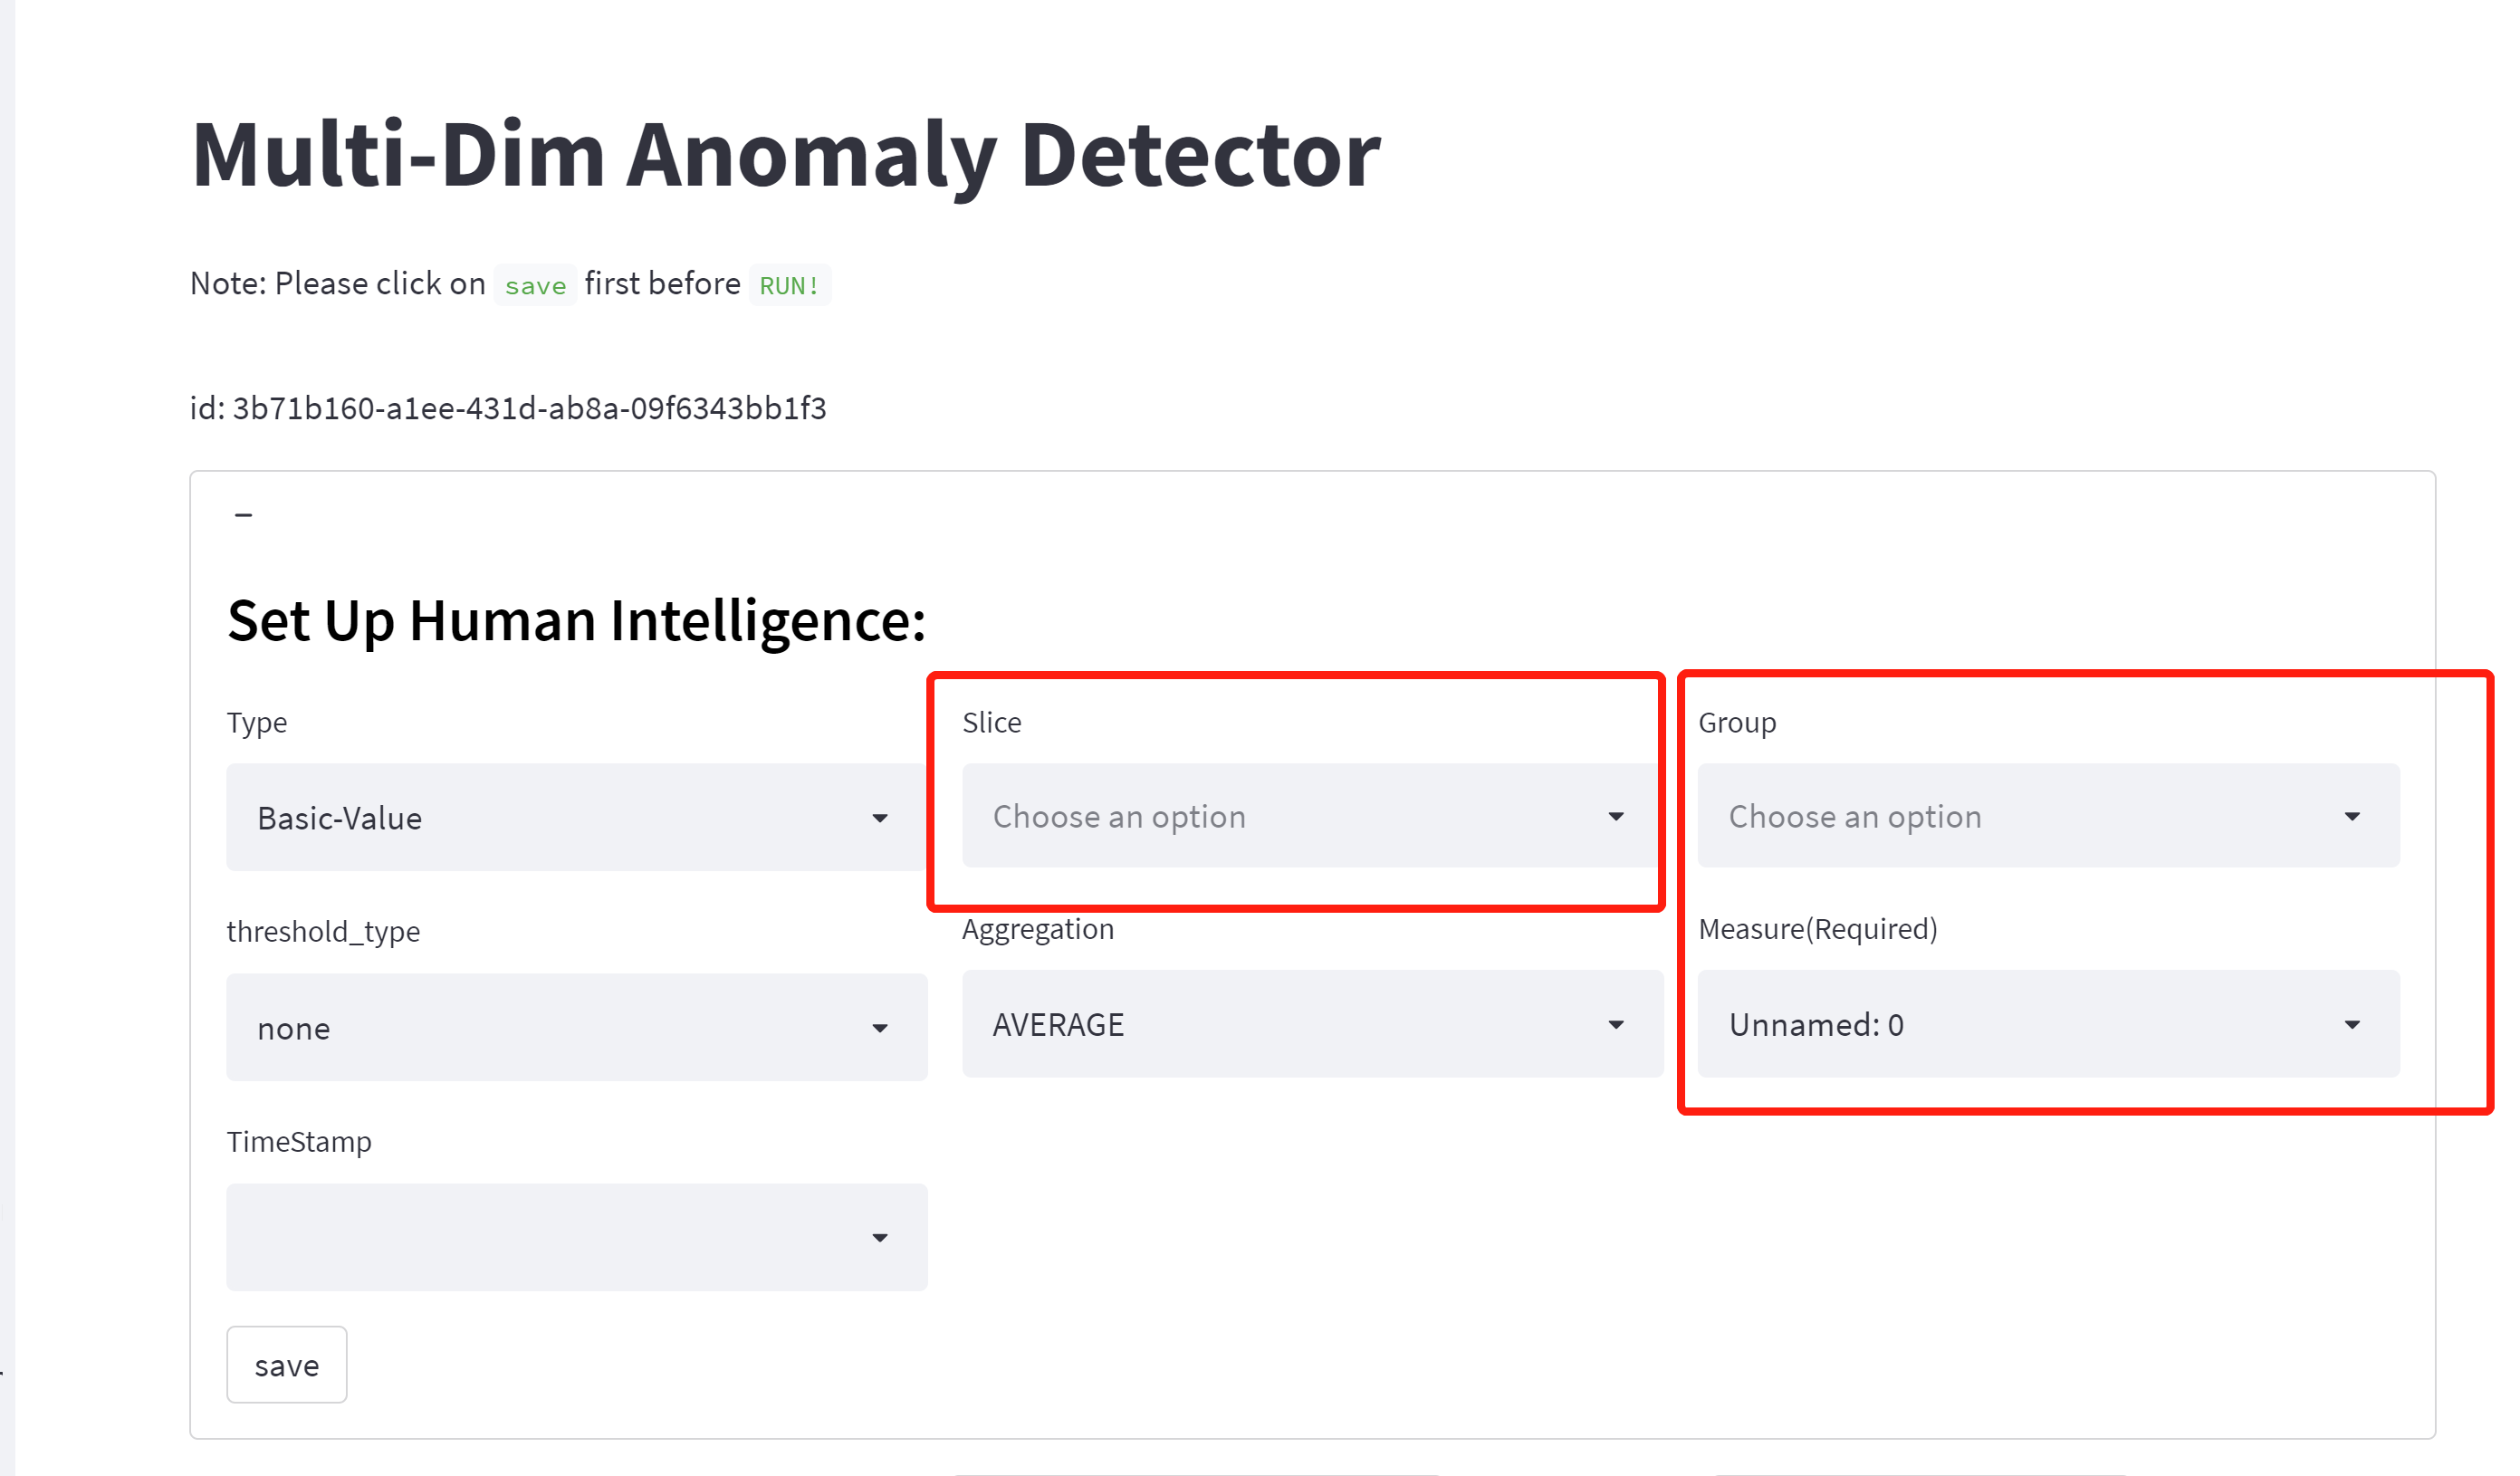 Multi-Dim Anomaly Detector
Note: Please click on save first before RUN!
id: 3b71b160-a1ee-431d-ab8a-09f6343bb1f3
–
Set Up Human Intelligence:
Type
Slice
Group
Basic-Value
Choose an option
Choose an option
threshold_type
Aggregation
Measure(Required)
none
AVERAGE
Unnamed: 0
TimeStamp
save